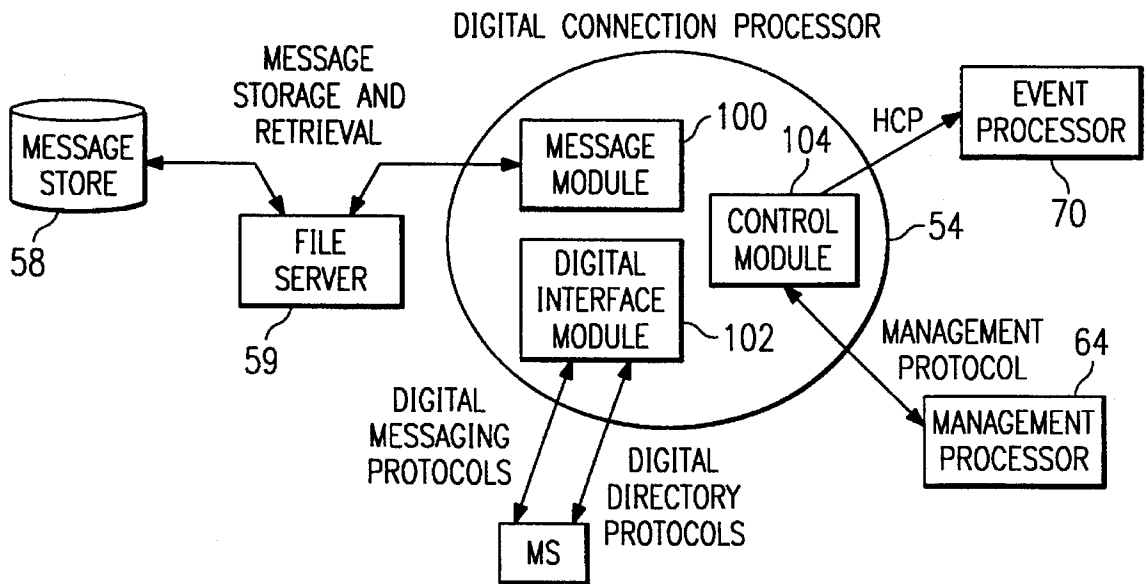 DIGITAL CONNECTION PROCESSOR
MESSAGE
STORAGE AND
RETRIEVAL
MESSAGE
STORE
58
FILE
SERVER
59
100
MESSAGE
MODULE
104
CONTROL
MODULE
HCP
EVENT
PROCESSOR
70
54
DIGITAL
INTERFACE
MODULE
102
MANAGEMENT
PROTOCOL
64
MANAGEMENT
PROCESSOR
DIGITAL
MESSAGING
PROTOCOLS
DIGITAL
DIRECTORY
PROTOCOLS
MS